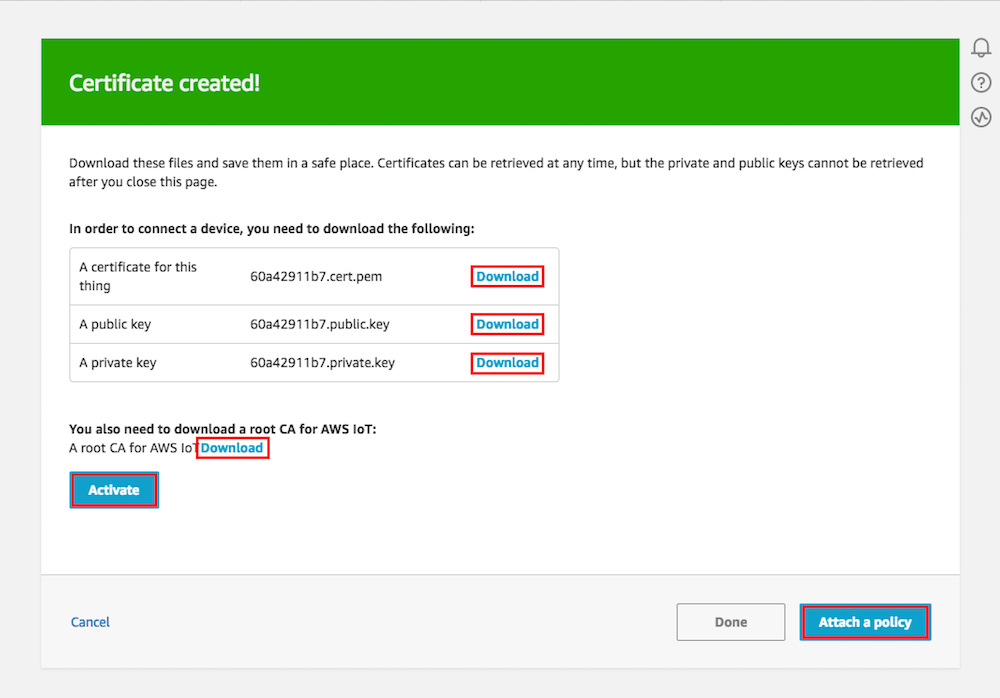 Certificate created!
Download these files and save them in a safe place. Certificates can be retrieved at any time, but the private and public keys cannot be retrieved
after you close this page.
In order to connect a device, you need to download the following:
A certificate for this
thing
60a42911b7.cert.pem
Download
A public key 60a42911b7.public.key Download
A private key 60a42911b7.private.key Download
You also need to download a root CA for AWS IoT:
A root CA for AWS IoT Download
Activate
Cancel Done Attach a policy